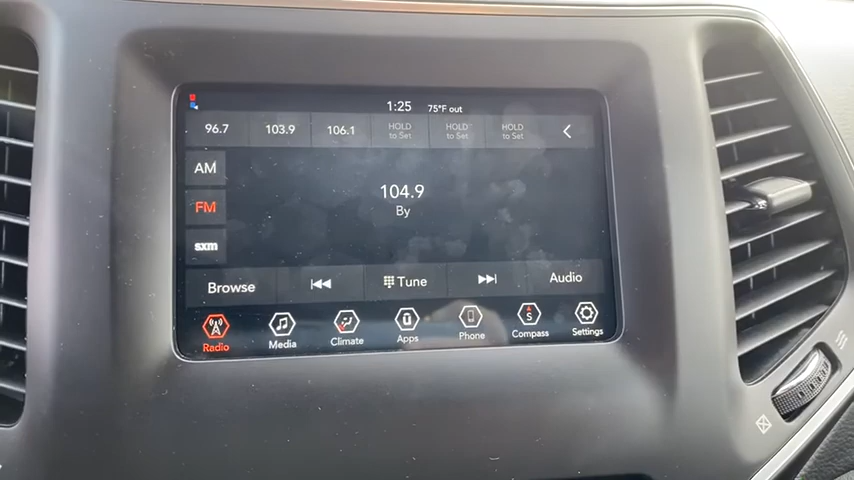 1:25 75°F out
96.7 103.9 106.1 HOLD to Set HOLD to Set HOLD to Set
AM
104.9
FM
By
sxm
Browse Tune Audio
Radio Media Climate Apps Phone Compass Settings
S